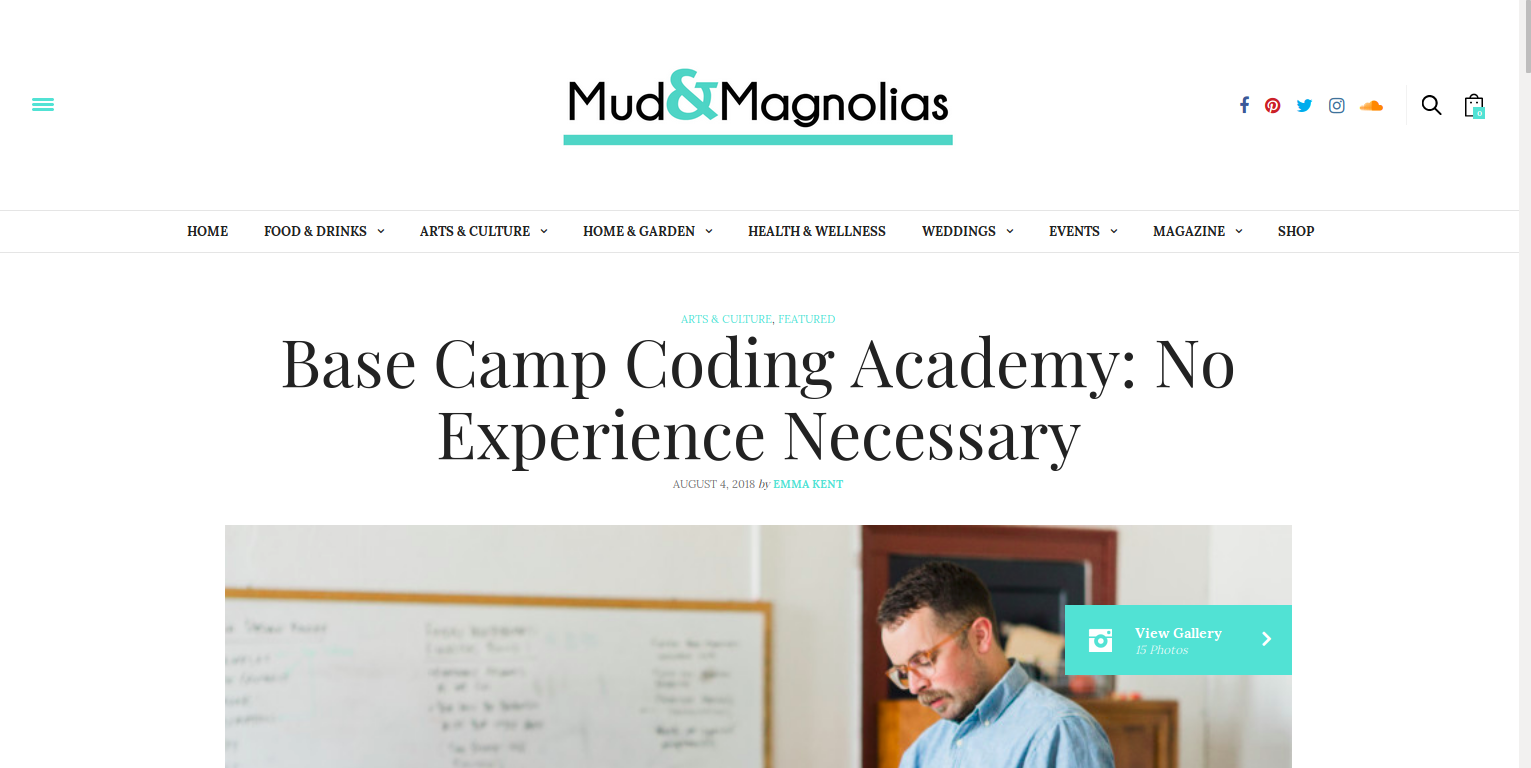 Mud&Magnolias
0
HOME FOOD & DRINKS ARTS & CULTURE HOME & GARDEN HEALTH & WELLNESS WEDDINGS EVENTS MAGAZINE SHOP
ARTS & CULTURE, FEATURED
Base Camp Coding Academy: No
Experience Necessary
AUGUST 4, 2018 by EMMA KENT
View Gallery
15 Photos